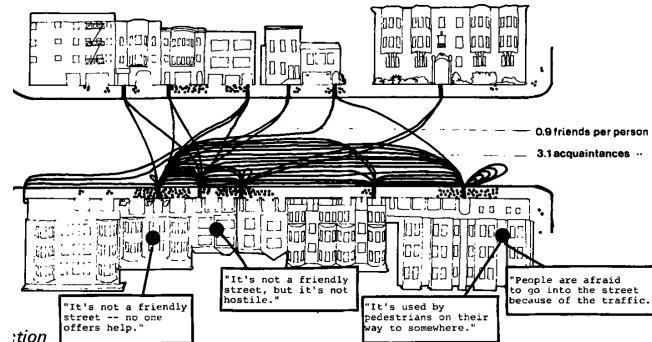 0.9 friends per person
3.1 acquaintances ··
"It's not a friendly
street -- no one
offers help."
"It's not a friendly
street, but it's not
hostile."
"It's used by
pedestrians on their
way to somewhere."
"People are afraid
to go into the street
because of the traffic."
ction